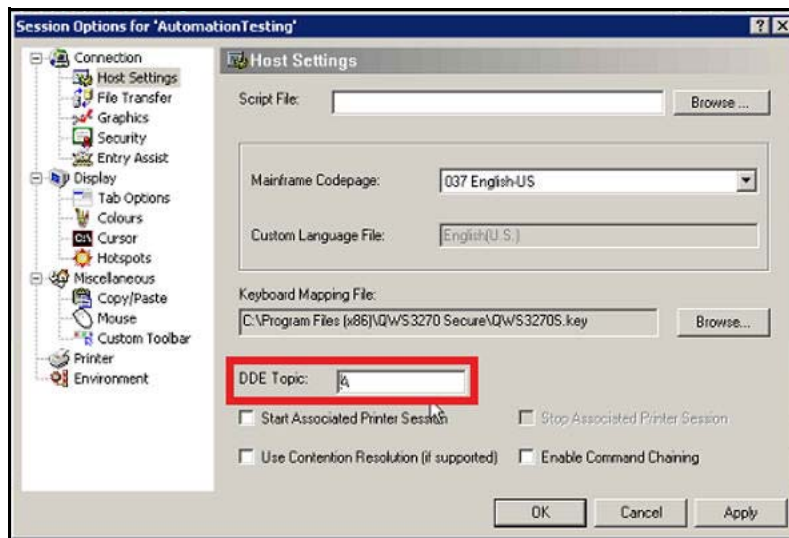 Session Options for 'AutomationTesting'
Connection
Host Settings
File Transfer
Graphics
Security
Entry Assist
Display
Tab Options
Colours
Cursor
Hotspots
Miscellaneous
Copy/Paste
Mouse
Custom Toolbar
Printer
Environment
Host Settings
Script File:
Browse ...
Mainframe Codepage: 037 English-US
Custom Language File: English(U.S.)
Keyboard Mapping File:
C:\Program Files (x86)\QWS3270 Secure\QWS3270S.key Browse...
DDE Topic:
Start Associated Printer Session Stop Associated Printer Session
Use Contention Resolution (if supported) Enable Command Chaining
OK Cancel Apply